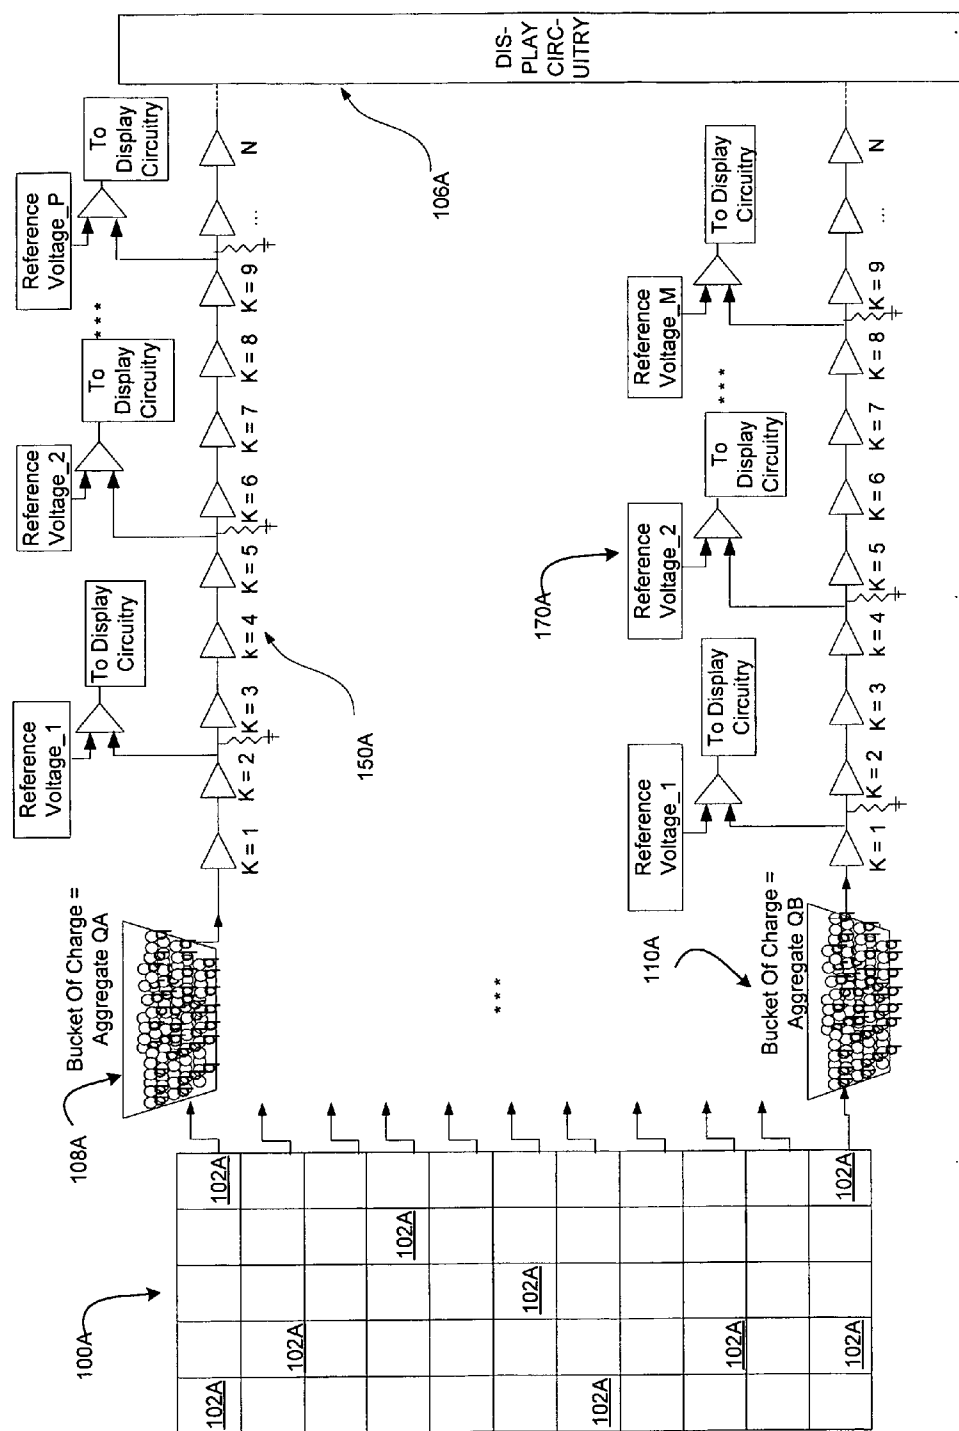 100A
102A
102A
102A
102A
102A
102A
102A
102A
102A
108A
Bucket Of Charge =
Aggregate QA
Reference
Voltage_1
To Display
Circuitry
Reference
Voltage_2
To
Display
Circuitry
***
Reference
Voltage_P
To
Display
Circuitry
K = 1
K = 2
K = 3
K = 4
K = 5
K = 6
K = 7
K = 8
K = 9
...
N
150A
106A
DIS-
PLAY
CIRC-
UITRY
***
170A
110A
Bucket Of Charge =
Aggregate QB
Reference
Voltage_1
To Display
Circuitry
Reference
Voltage_2
To
Display
Circuitry
***
Reference
Voltage_M
To Display
Circuitry
K = 1
K = 2
K = 3
k = 4
K = 5
K = 6
K = 7
K = 8
K = 9
...
N